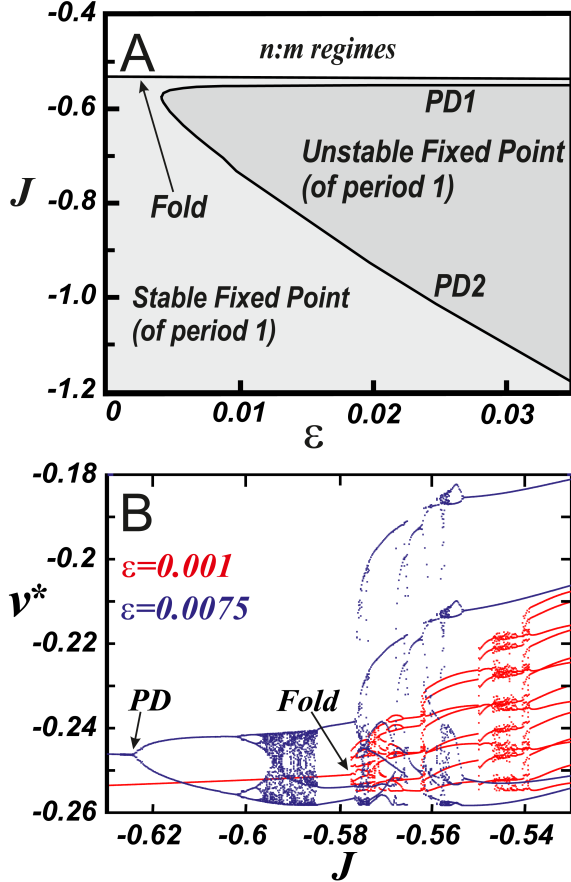 A
n:m regimes
-0.4
PD1
-0.6
Unstable Fixed Point
(of period 1)
J
Fold
-0.8
PD2
Stable Fixed Point
(of period 1)
-1.0
-1.2
0 0.01 0.02 0.03
ε
B
-0.18
ε=0.001
ε=0.0075
-0.2
v*
-0.22
PD
Fold
-0.24
-0.26
-0.62 -0.6 -0.58 -0.56 -0.54
J